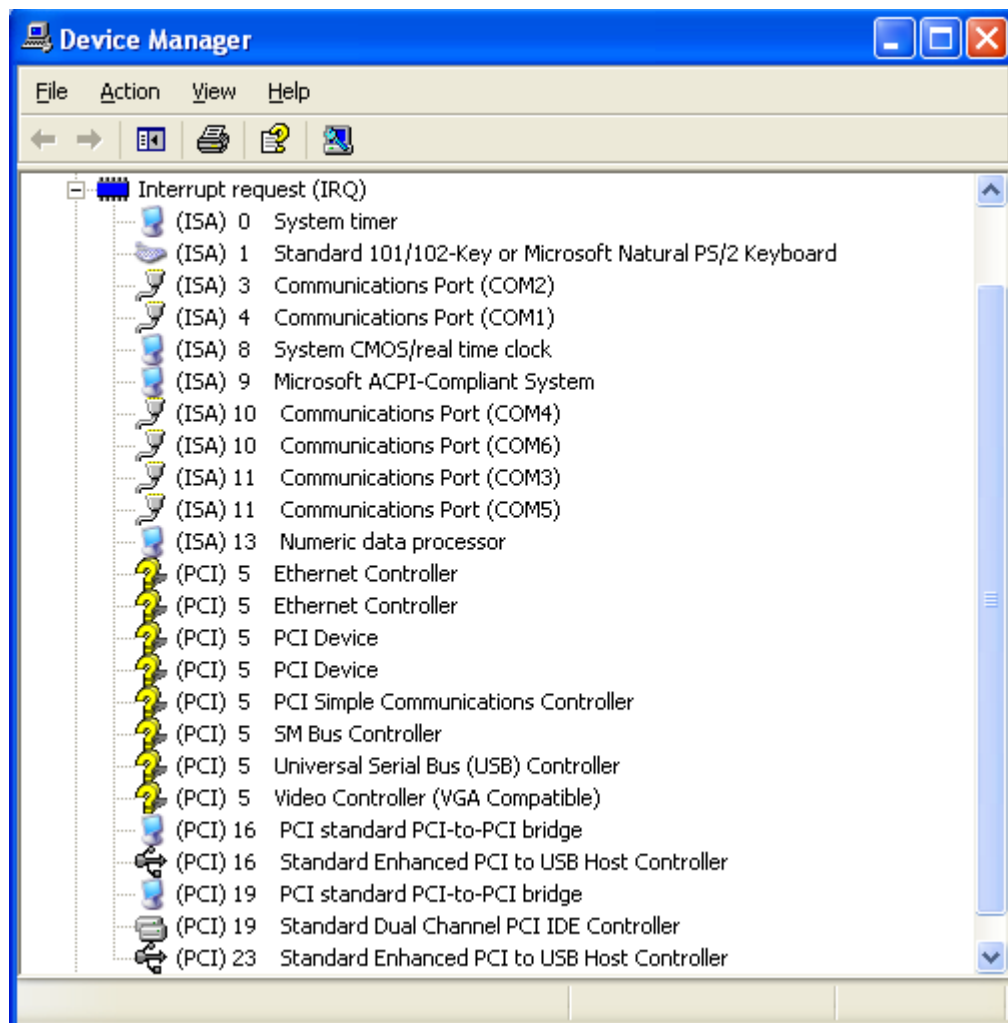 Device Manager
File Action View Help
Interrupt request (IRQ)
(ISA) 0 System timer
(ISA) 1 Standard 101/102-Key or Microsoft Natural PS/2 Keyboard
(ISA) 3 Communications Port (COM2)
(ISA) 4 Communications Port (COM1)
(ISA) 8 System CMOS/real time clock
(ISA) 9 Microsoft ACPI-Compliant System
(ISA) 10 Communications Port (COM4)
(ISA) 10 Communications Port (COM6)
(ISA) 11 Communications Port (COM3)
(ISA) 11 Communications Port (COM5)
(ISA) 13 Numeric data processor
(PCI) 5 Ethernet Controller
(PCI) 5 Ethernet Controller
(PCI) 5 PCI Device
(PCI) 5 PCI Device
(PCI) 5 PCI Simple Communications Controller
(PCI) 5 SM Bus Controller
(PCI) 5 Universal Serial Bus (USB) Controller
(PCI) 5 Video Controller (VGA Compatible)
(PCI) 16 PCI standard PCI-to-PCI bridge
(PCI) 16 Standard Enhanced PCI to USB Host Controller
(PCI) 19 PCI standard PCI-to-PCI bridge
(PCI) 19 Standard Dual Channel PCI IDE Controller
(PCI) 23 Standard Enhanced PCI to USB Host Controller